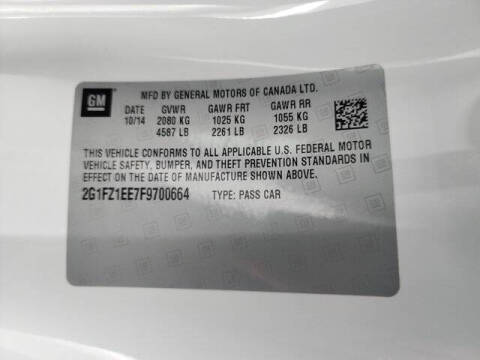 GM
MFD BY GENERAL MOTORS OF CANADA LTD.
DATE GVWR GAWR FRT GAWR RR
10/14 2080 KG 1025 KG 1055 KG
4587 LB 2261 LB 2326 LB
THIS VEHICLE CONFORMS TO ALL APPLICABLE U.S. FEDERAL MOTOR
VEHICLE SAFETY, BUMPER, AND THEFT PREVENTION STANDARDS
IN EFFECT ON THE DATE OF MANUFACTURE SHOWN ABOVE.
2G1FZ1EE7F9700664 TYPE: PASS CAR